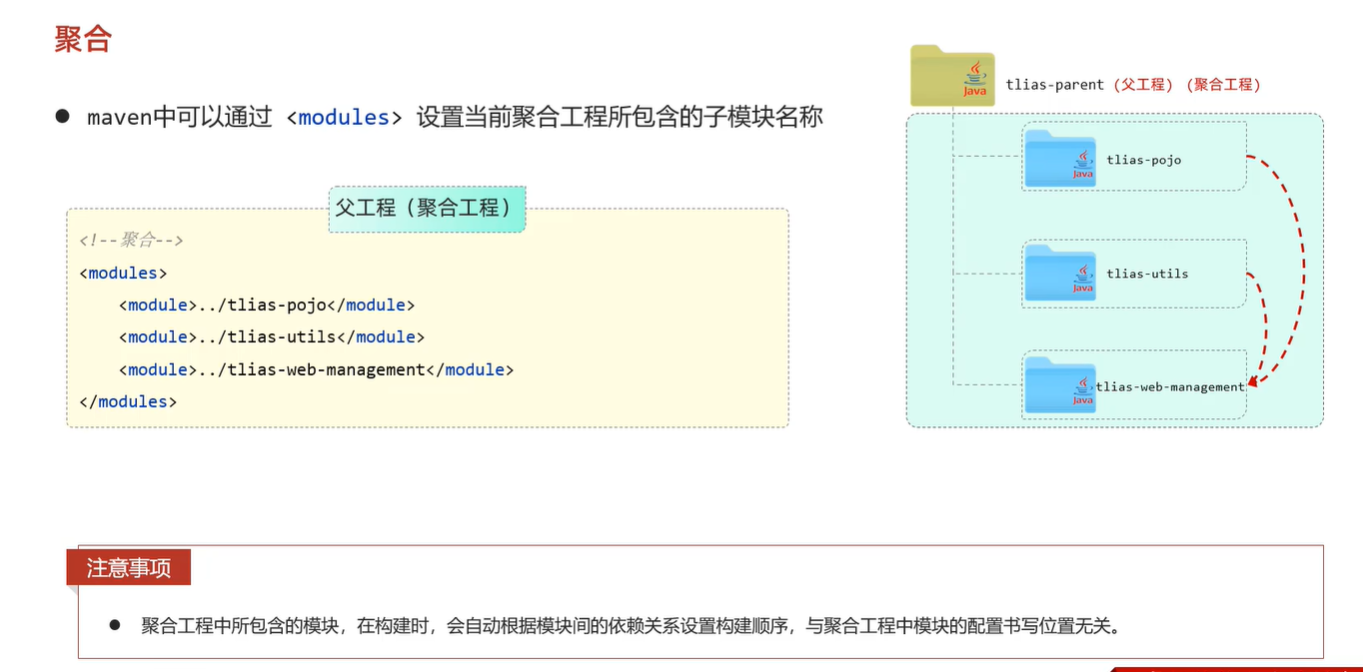 聚合
● maven中可以通过 <modules> 设置当前聚合工程所包含的子模块名称
父工程（聚合工程）
<!--聚合-->
<modules>
    <module>../tlias-pojo</module>
    <module>../tlias-utils</module>
    <module>../tlias-web-management</module>
</modules>
Java
tlias-parent（父工程）（聚合工程）
Java
tlias-pojo
Java
tlias-utils
Java
tlias-web-management
注意事项
● 聚合工程中所包含的模块，在构建时，会自动根据模块间的依赖关系设置构建顺序，与聚合工程中模块的配置书写位置无关。